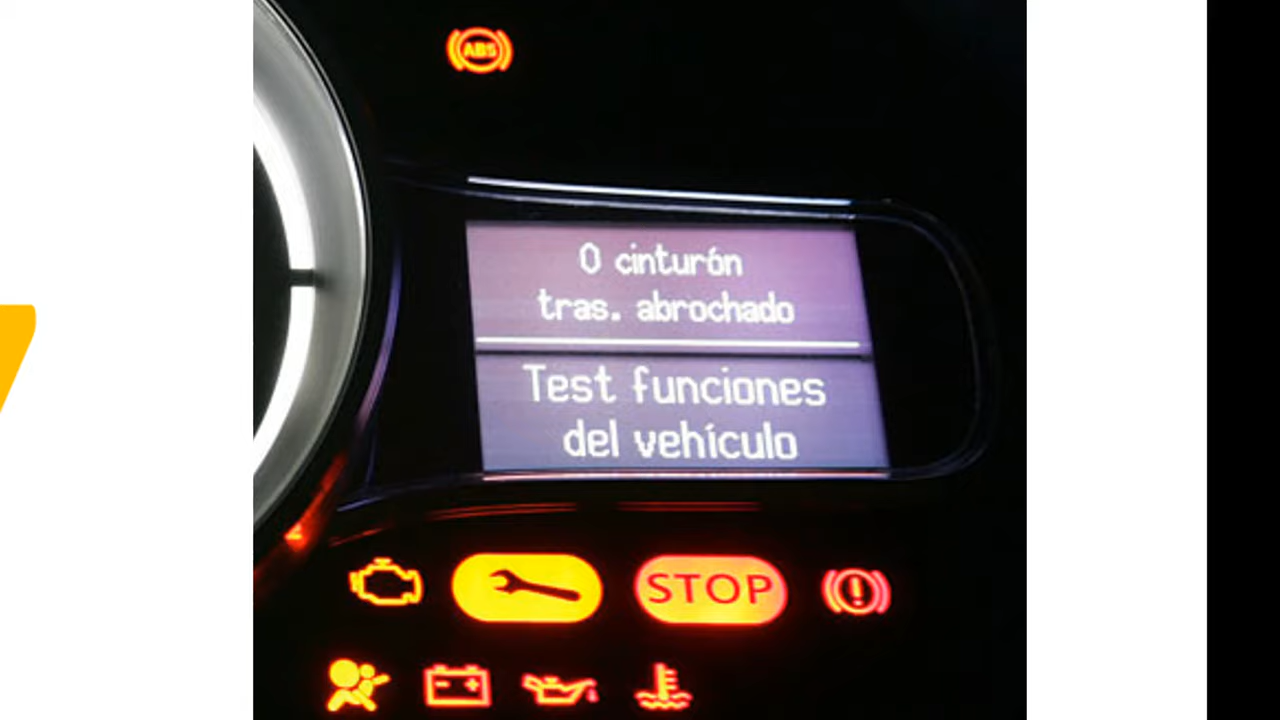 ABS
0 cinturón
tras. abrochado
Test funciones
del vehículo
STOP